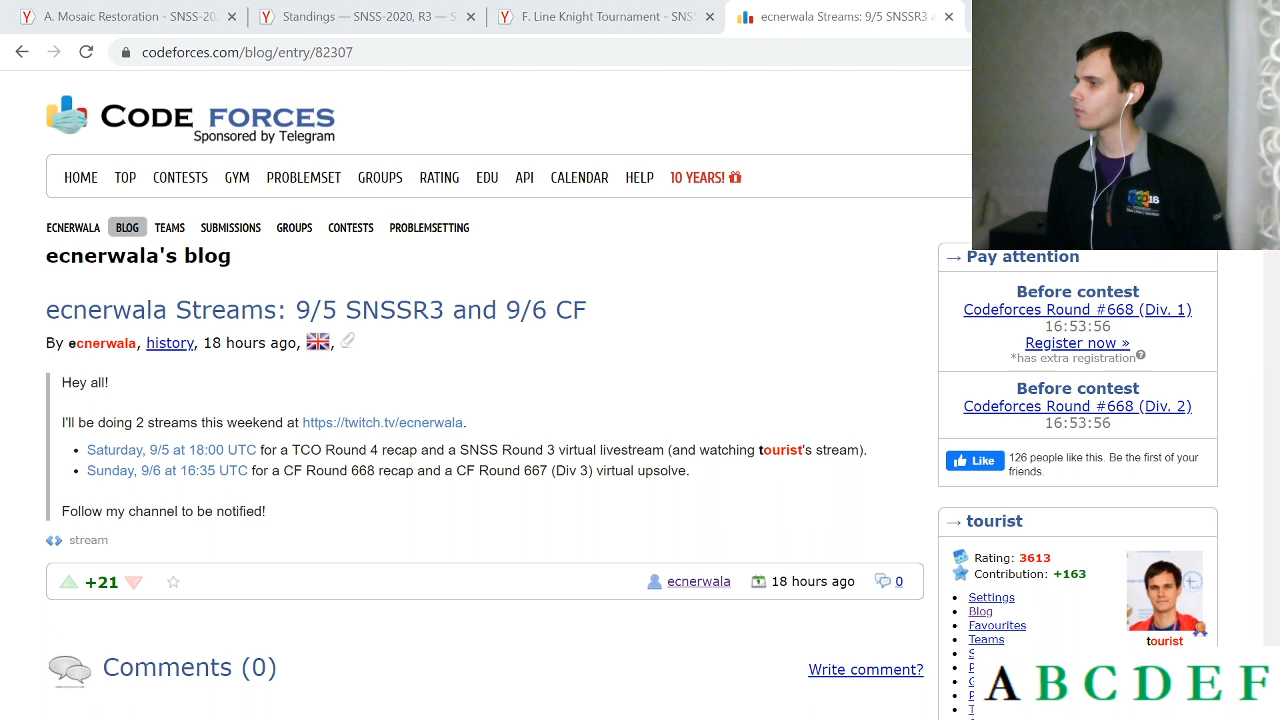 A. Mosaic Restoration - SNSS-20
Standings — SNSS-2020, R3 —
F. Line Knight Tournament - SNS
ecnerwala Streams: 9/5 SNSSR3
codeforces.com/blog/entry/82307
CODE FORCES
Sponsored by Telegram
HOME TOP CONTESTS GYM PROBLEMSET GROUPS RATING EDU API CALENDAR HELP 10 YEARS!
ECNERWALA BLOG TEAMS SUBMISSIONS GROUPS CONTESTS PROBLEMSETTING
ecnerwala's blog
ecnerwala Streams: 9/5 SNSSR3 and 9/6 CF
By ecnerwala, history, 18 hours ago,
Hey all!
I'll be doing 2 streams this weekend at https://twitch.tv/ecnerwala.
• Saturday, 9/5 at 18:00 UTC for a TCO Round 4 recap and a SNSS Round 3 virtual livestream (and watching tourist's stream).
• Sunday, 9/6 at 16:35 UTC for a CF Round 668 recap and a CF Round 667 (Div 3) virtual upsolve.
Follow my channel to be notified!
stream
+21
ecnerwala 18 hours ago 0
Comments (0)
Write comment?
→ Pay attention
Before contest
Codeforces Round #668 (Div. 1)
16:53:56
Register now »
*has extra registration
Before contest
Codeforces Round #668 (Div. 2)
16:53:56
Like 126 people like this. Be the first of your
friends.
→ tourist
Rating: 3613
Contribution: +163
• Settings
• Blog
• Favourites
• Teams
tourist
A B C D E F